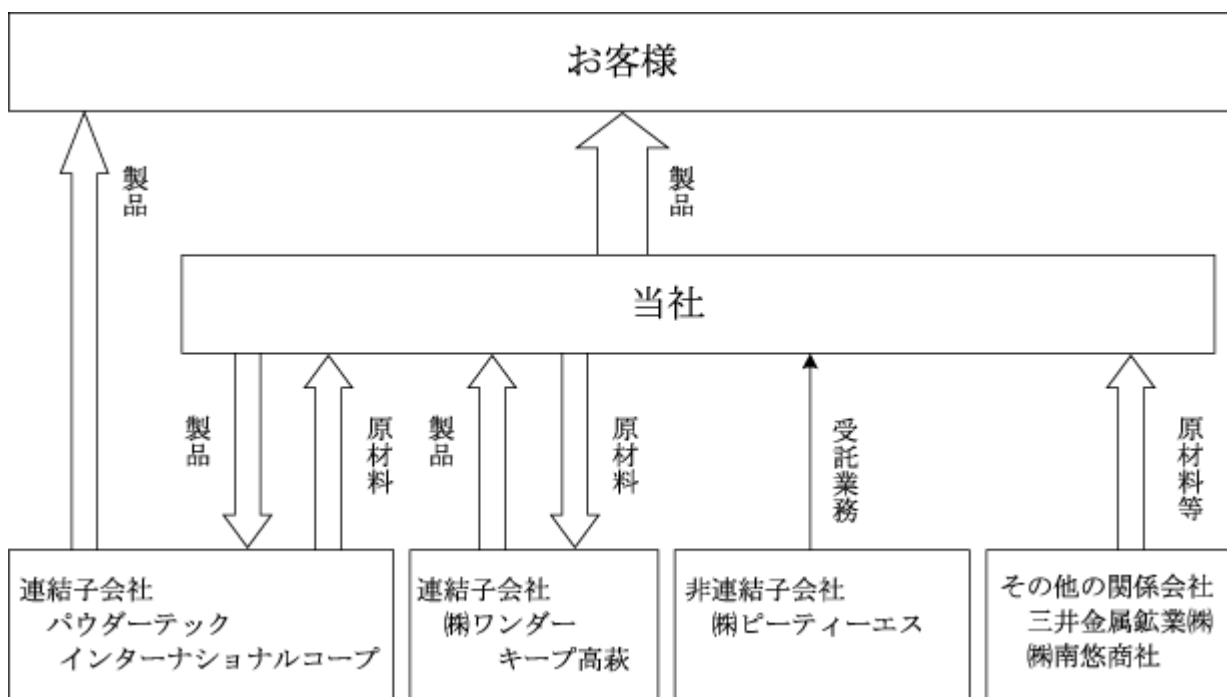 お客様
製品
製品
当社
製品
原材料
製品
原材料
受託業務
原材料等
連結子会社
パウダーテック
インターナショナルコープ
連結子会社
㈱ワンダー
キープ高萩
非連結子会社
㈱ピーティーエス
その他の関係会社
三井金属鉱業㈱
㈱南悠商社